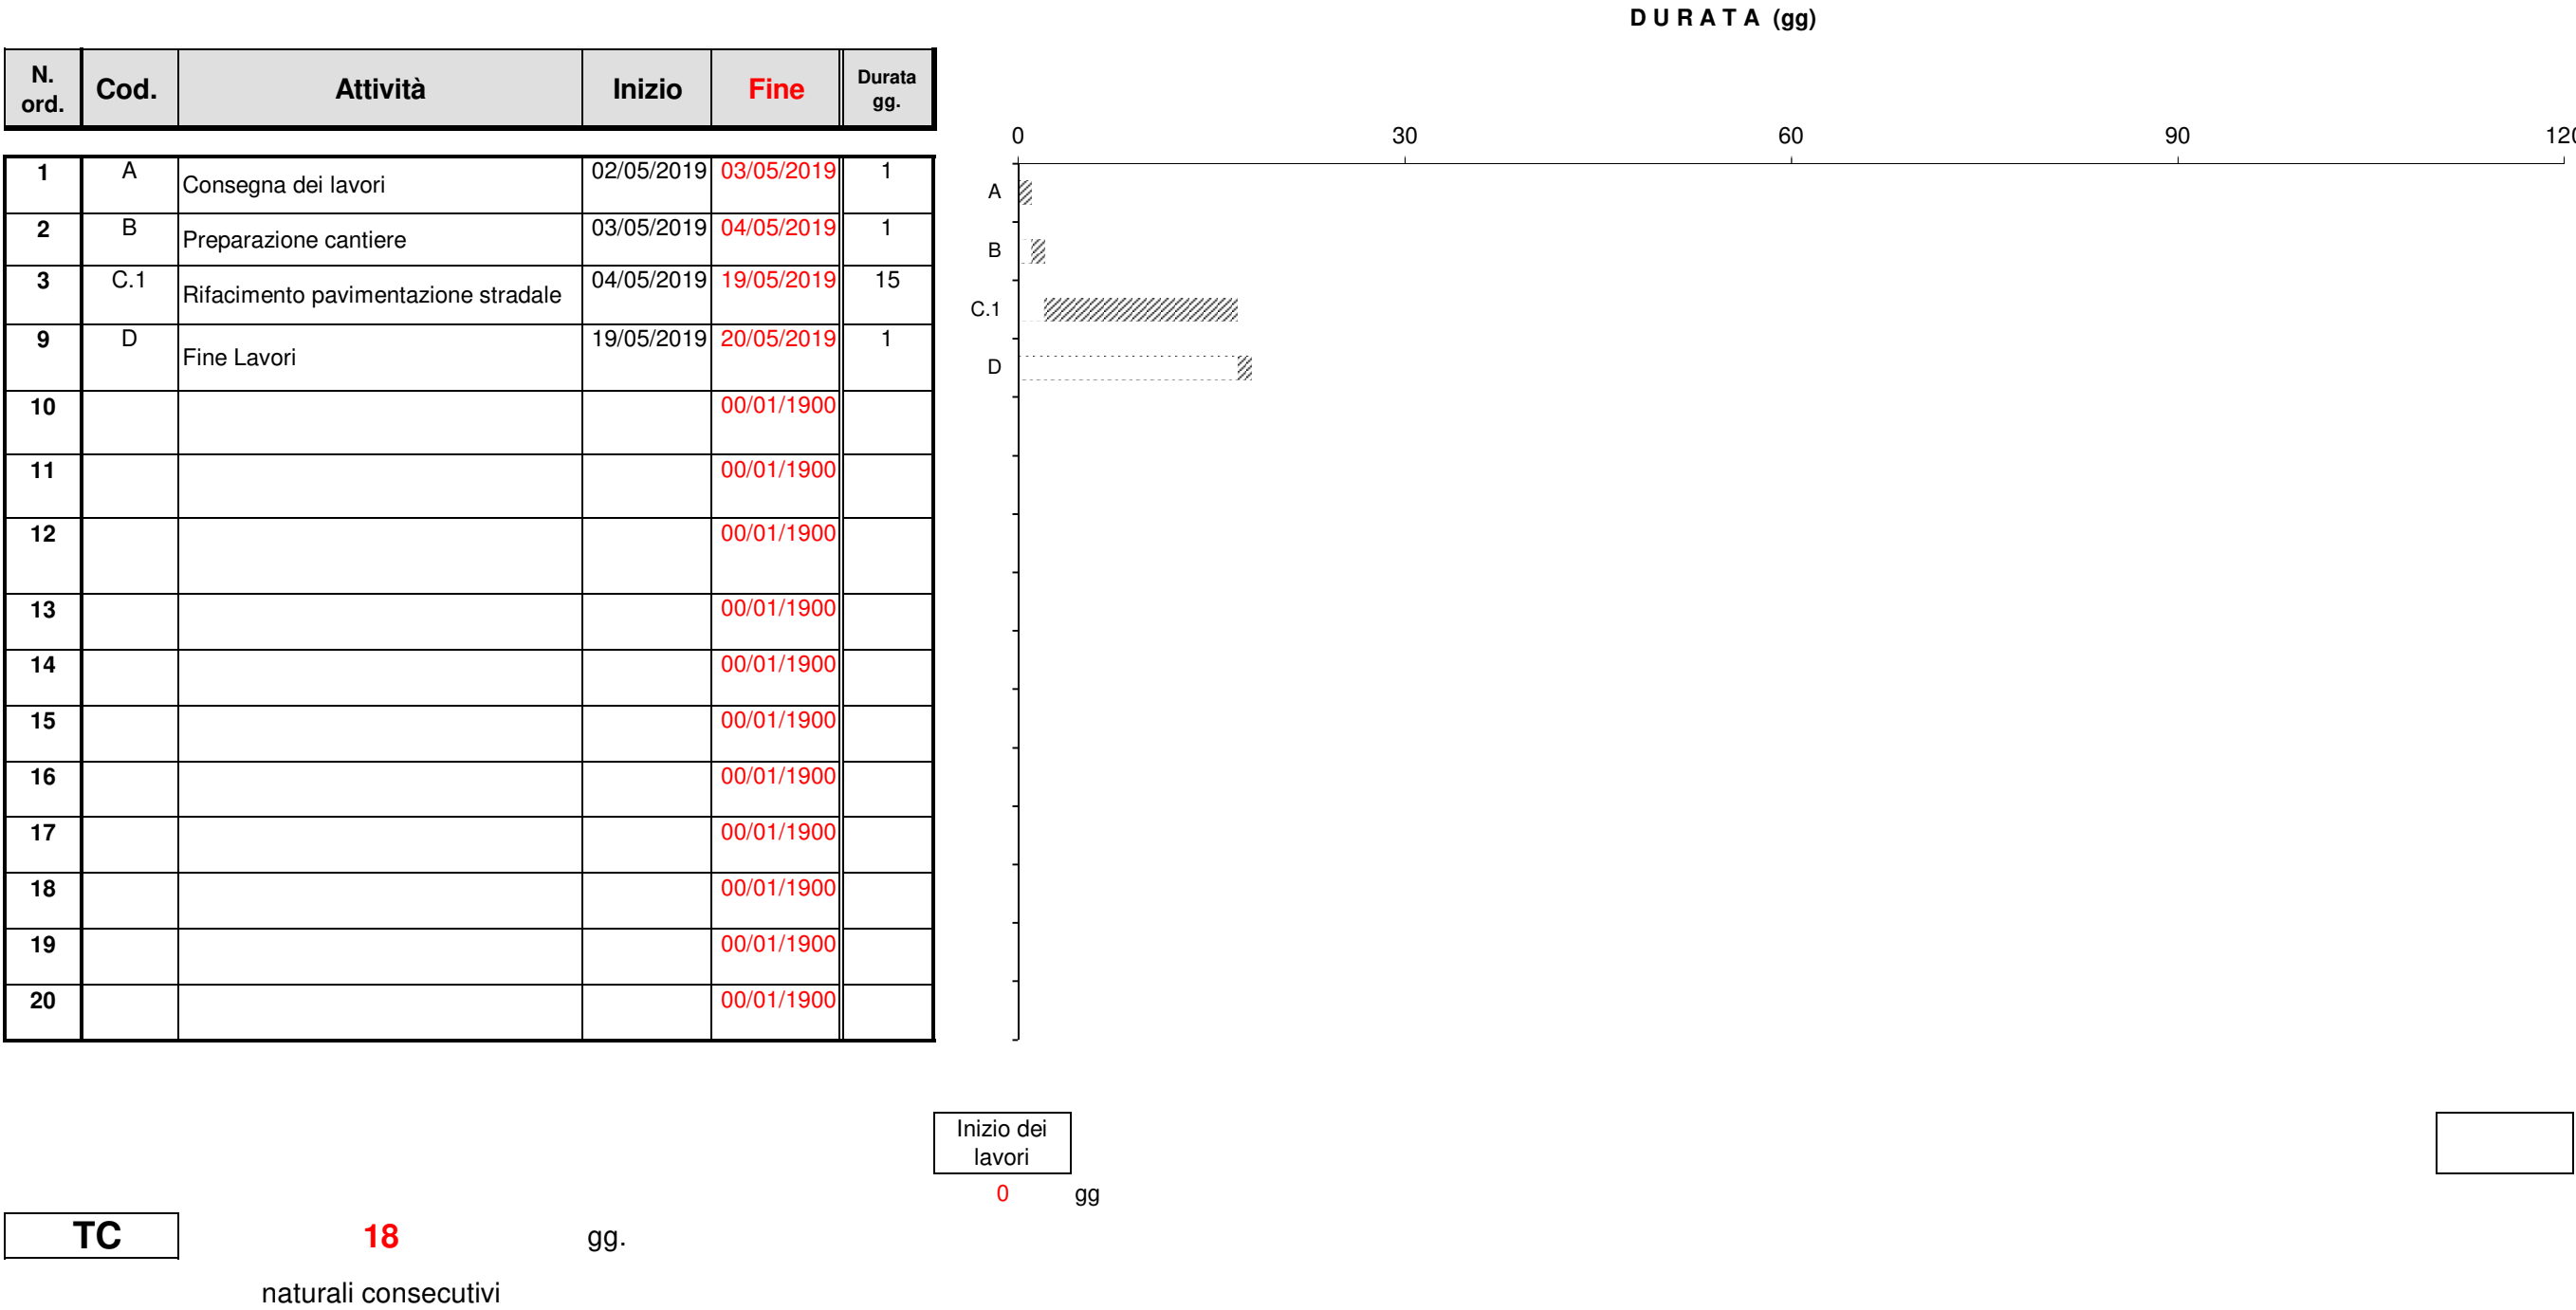 D U R A T A (gg)
N. ord. Cod. Attività Inizio Fine Durata gg.
0 30 60 90 120
1 A Consegna dei lavori 02/05/2019 03/05/2019 1
2 B Preparazione cantiere 03/05/2019 04/05/2019 1
3 C.1 Rifacimento pavimentazione stradale 04/05/2019 19/05/2019 15
9 D Fine Lavori 19/05/2019 20/05/2019 1
10 00/01/1900
11 00/01/1900
12 00/01/1900
13 00/01/1900
14 00/01/1900
15 00/01/1900
16 00/01/1900
17 00/01/1900
18 00/01/1900
19 00/01/1900
20 00/01/1900
A
B
C.1
D
Inizio dei
lavori
0 gg
TC 18 gg.
naturali consecutivi